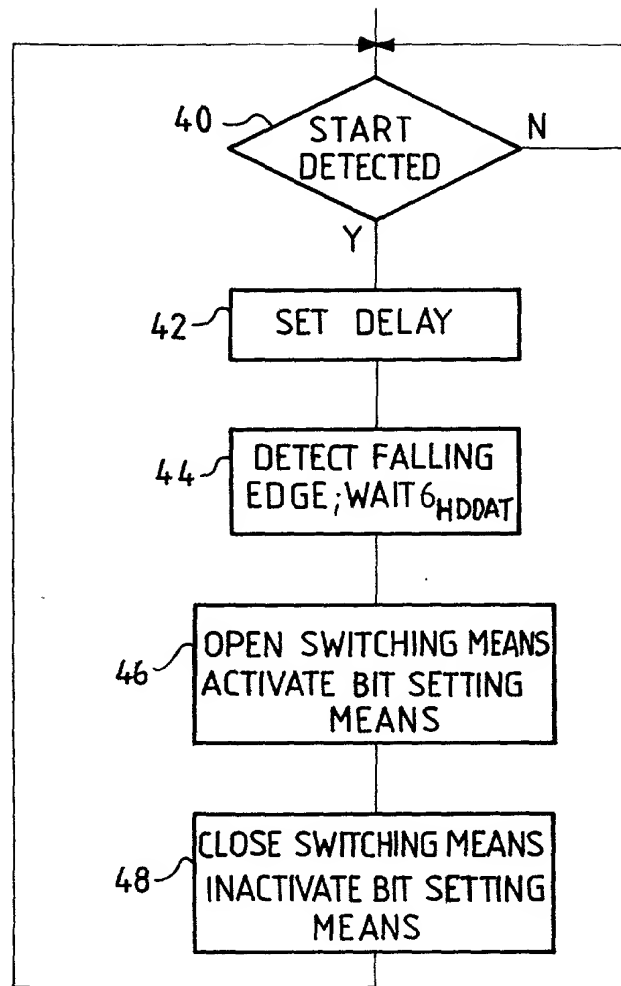 40
START
DETECTED
N
Y
42
SET DELAY
44
DETECT FALLING
EDGE; WAIT 6HDDAT
46
OPEN SWITCHING MEANS
ACTIVATE BIT SETTING
MEANS
48
CLOSE SWITCHING MEANS
INACTIVATE BIT SETTING
MEANS